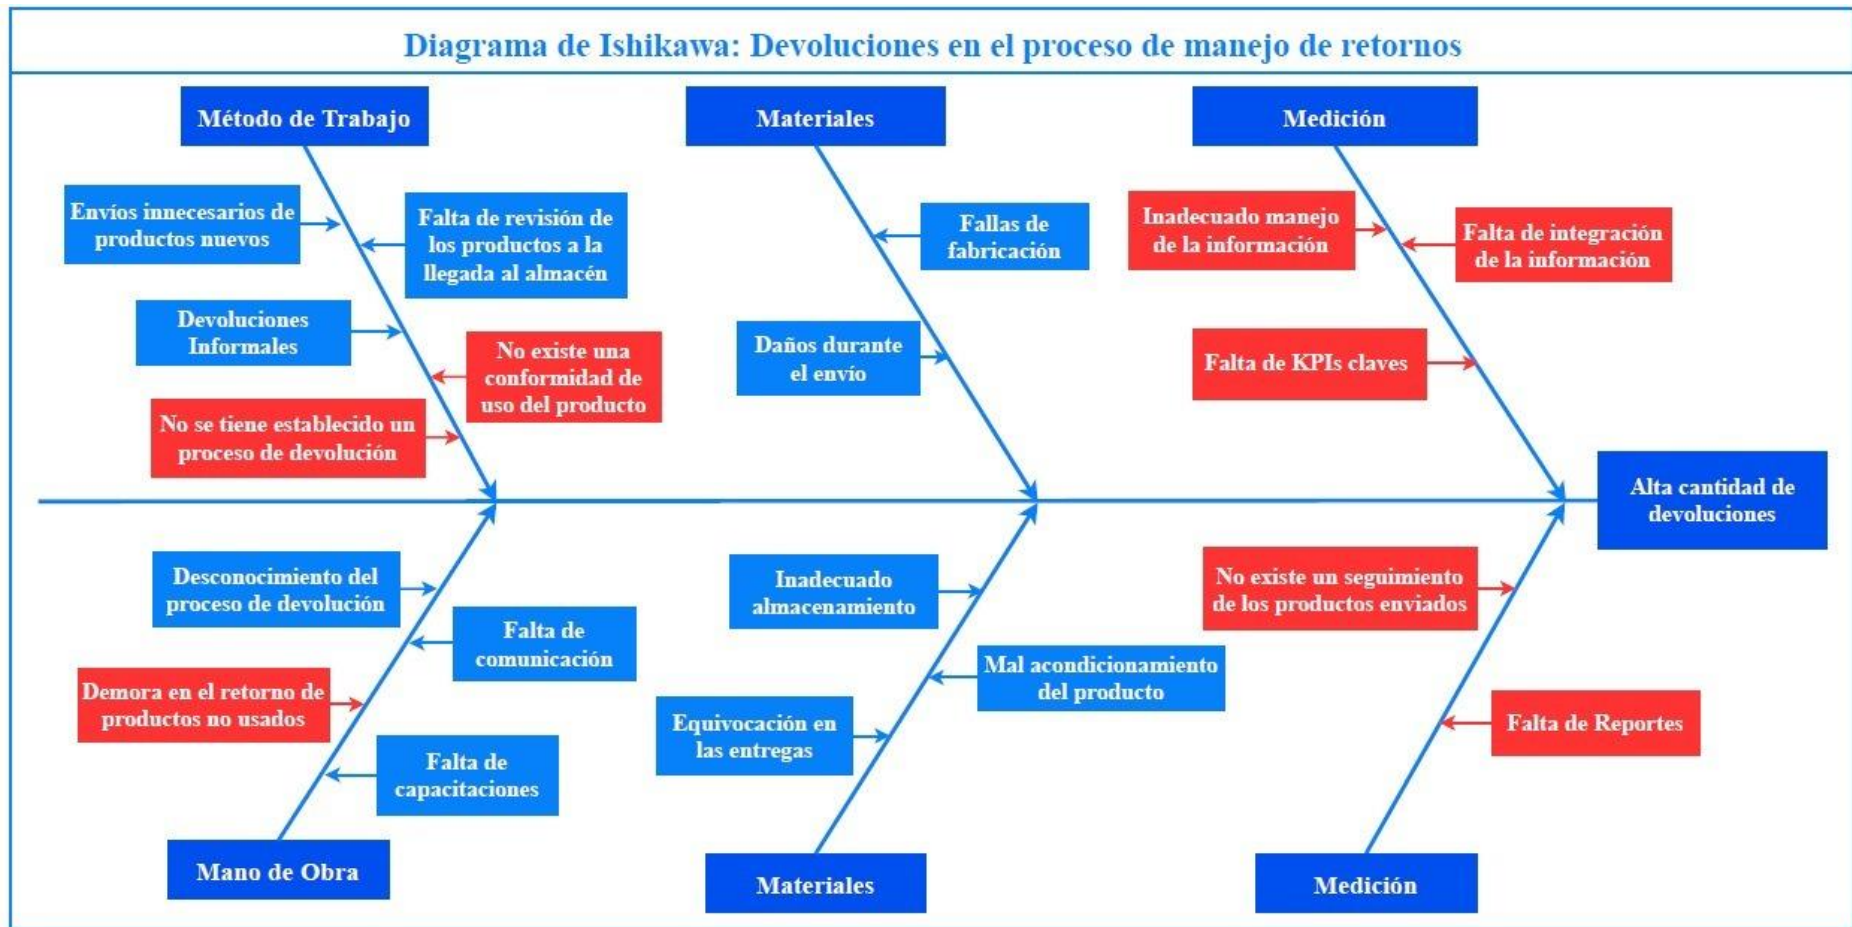 Diagrama de Ishikawa: Devoluciones en el proceso de manejo de retornos
Método de Trabajo
Materiales
Medición
Envíos innecesarios de
productos nuevos
Falta de revisión de
los productos a la
llegada al almacén
Devoluciones
Informales
No existe una
conformidad de
uso del producto
No se tiene establecido un
proceso de devolución
Fallas de
fabricación
Daños durante
el envío
Inadecuado manejo
de la información
Falta de integración
de la información
Falta de KPIs claves
Alta cantidad de
devoluciones
Desconocimiento del
proceso de devolución
Falta de
comunicación
Demora en el retorno de
productos no usados
Falta de
capacitaciones
Inadecuado
almacenamiento
Mal acondicionamiento
del producto
Equivocación en
las entregas
No existe un seguimiento
de los productos enviados
Falta de Reportes
Mano de Obra
Materiales
Medición